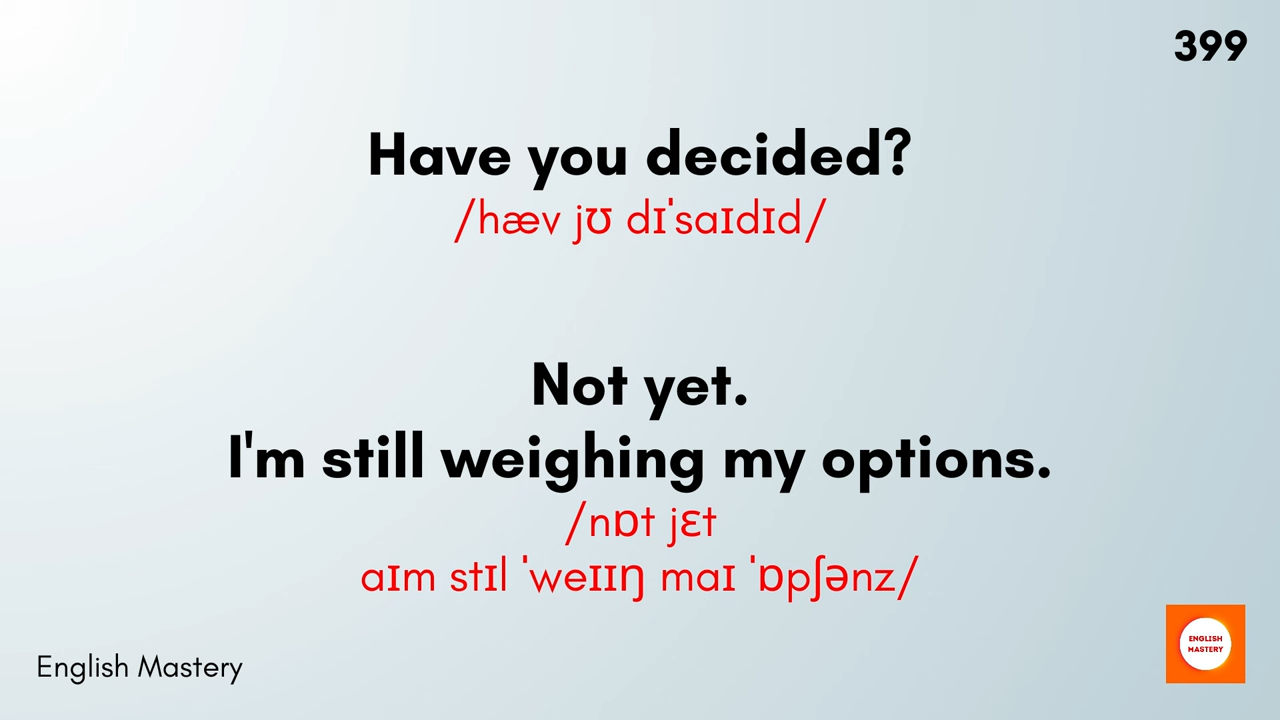 399
Have you decided?
/hæv jʊ dɪˈsaɪdɪd/
Not yet.
I'm still weighing my options.
/nɒt jɛt
aɪm stɪl ˈweɪɪŋ maɪ ˈɒpʃənz/
English Mastery
ENGLISH
MASTERY